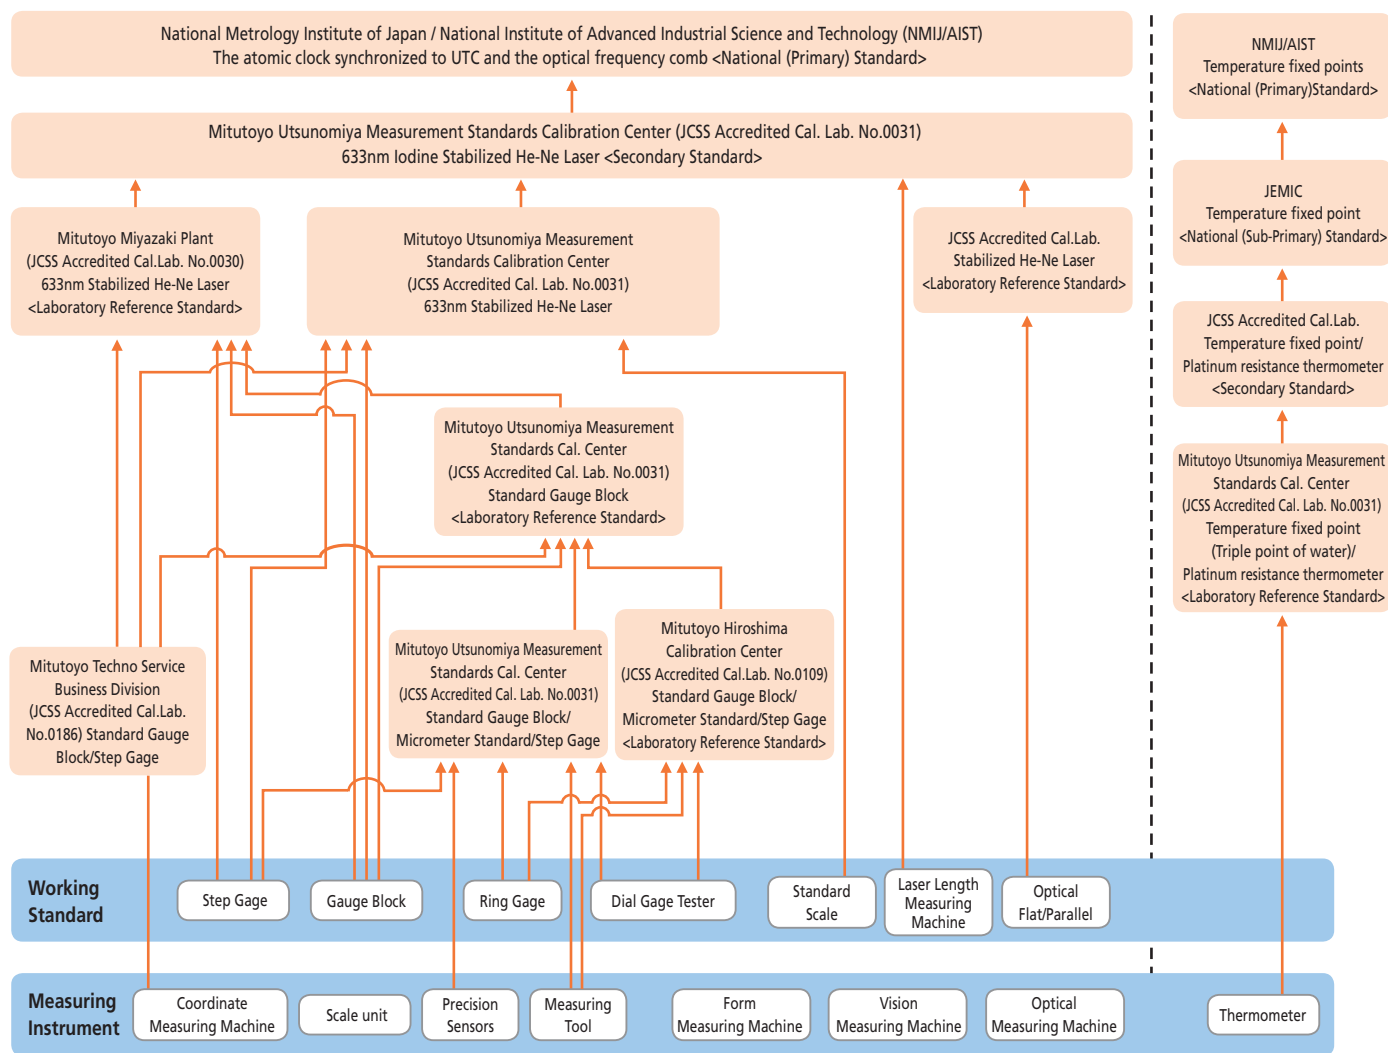 National Metrology Institute of Japan / National Institute of Advanced Industrial Science and Technology (NMIJ/AIST)
The atomic clock synchronized to UTC and the optical frequency comb <National (Primary) Standard>
NMIJ/AIST
Temperature fixed points
<National (Primary)Standard>
Mitutoyo Utsunomiya Measurement Standards Calibration Center (JCSS Accredited Cal. Lab. No.0031)
633nm Iodine Stabilized He-Ne Laser <Secondary Standard>
JEMIC
Temperature fixed point
<National (Sub-Primary) Standard>
Mitutoyo Miyazaki Plant
(JCSS Accredited Cal.Lab. No.0030)
633nm Stabilized He-Ne Laser
<Laboratory Reference Standard>
Mitutoyo Utsunomiya Measurement
Standards Calibration Center
(JCSS Accredited Cal. Lab. No.0031)
633nm Stabilized He-Ne Laser
JCSS Accredited Cal.Lab.
Stabilized He-Ne Laser
<Laboratory Reference Standard>
JCSS Accredited Cal.Lab.
Temperature fixed point/
Platinum resistance thermometer
<Secondary Standard>
Mitutoyo Utsunomiya Measurement
Standards Cal. Center
(JCSS Accredited Cal. Lab. No.0031)
Standard Gauge Block
<Laboratory Reference Standard>
Mitutoyo Utsunomiya Measurement
Standards Cal. Center
(JCSS Accredited Cal. Lab. No.0031)
Temperature fixed point
(Triple point of water)/
Platinum resistance thermometer
<Laboratory Reference Standard>
Mitutoyo Techno Service
Business Division
(JCSS Accredited Cal.Lab.
No.0186) Standard Gauge
Block/Step Gage
Mitutoyo Utsunomiya Measurement
Standards Cal. Center
(JCSS Accredited Cal. Lab. No.0031)
Standard Gauge Block/
Micrometer Standard/Step Gage
Mitutoyo Hiroshima
Calibration Center
(JCSS Accredited Cal.Lab. No.0109)
Standard Gauge Block/
Micrometer Standard/Step Gage
<Laboratory Reference Standard>
Working
Standard
Step Gage
Gauge Block
Ring Gage
Dial Gage Tester
Standard
Scale
Laser Length
Measuring
Machine
Optical
Flat/Parallel
Measuring
Instrument
Coordinate
Measuring Machine
Scale unit
Precision
Sensors
Measuring
Tool
Form
Measuring Machine
Vision
Measuring Machine
Optical
Measuring Machine
Thermometer